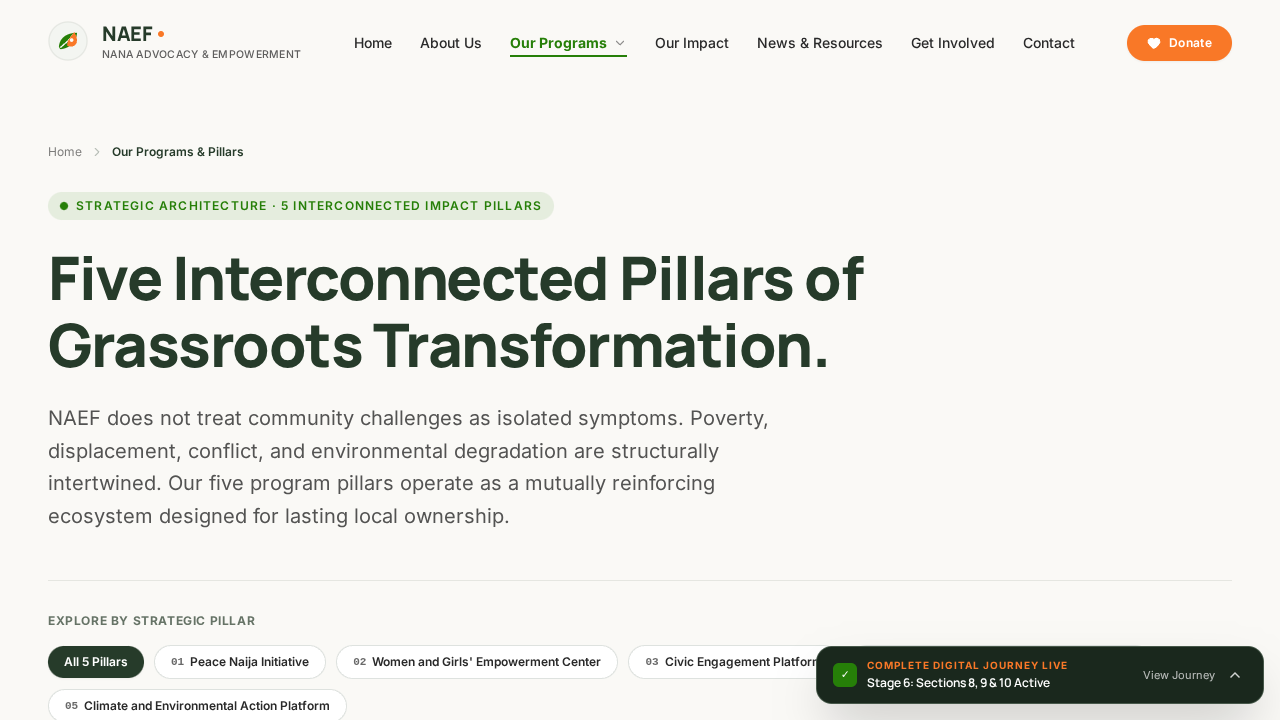 NAEF
NANA ADVOCACY & EMPOWERMENT
Home
About Us
Our Programs
Our Impact
News & Resources
Get Involved
Contact
Donate
Home
Our Programs & Pillars
STRATEGIC ARCHITECTURE · 5 INTERCONNECTED IMPACT PILLARS
Five Interconnected Pillars of
Grassroots Transformation.
NAEF does not treat community challenges as isolated symptoms. Poverty,
displacement, conflict, and environmental degradation are structurally
intertwined. Our five program pillars operate as a mutually reinforcing
ecosystem designed for lasting local ownership.
EXPLORE BY STRATEGIC PILLAR
All 5 Pillars
01 Peace Naija Initiative
02 Women and Girls' Empowerment Center
03 Civic Engagement Platform
05 Climate and Environmental Action Platform
✓
COMPLETE DIGITAL JOURNEY LIVE
Stage 6: Sections 8, 9 & 10 Active
View Journey